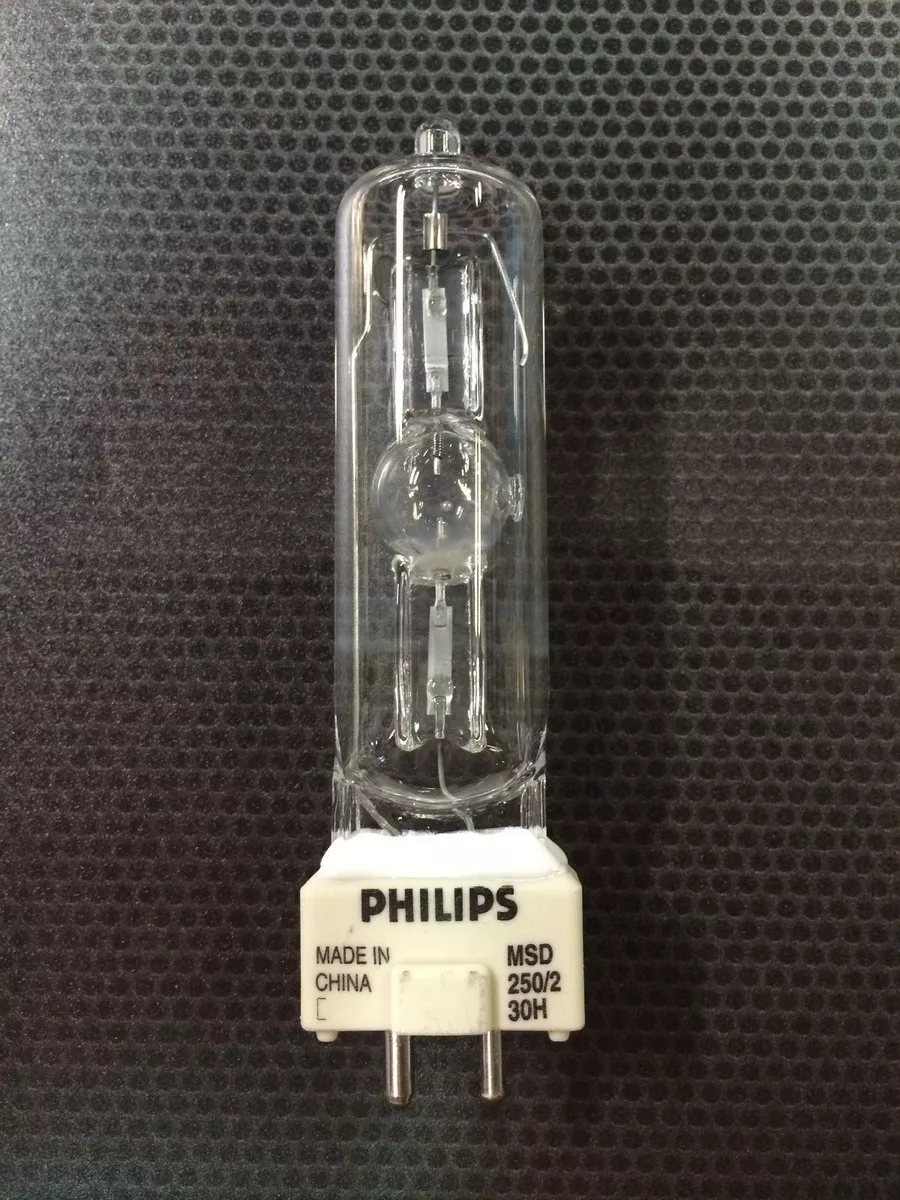 PHILIPS
MADE IN
CHINA
MSD
250/2
30H